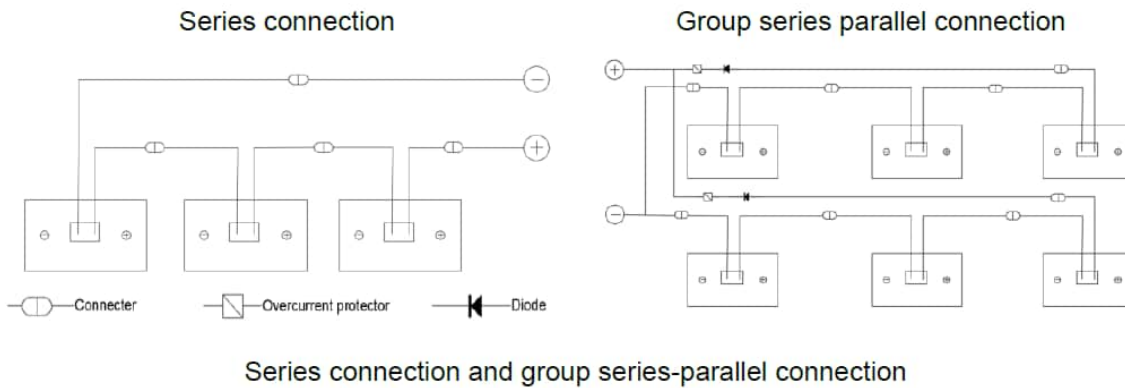 Series connection
Group series parallel connection
Connecter
Overcurrent protector
Diode
Series connection and group series-parallel connection